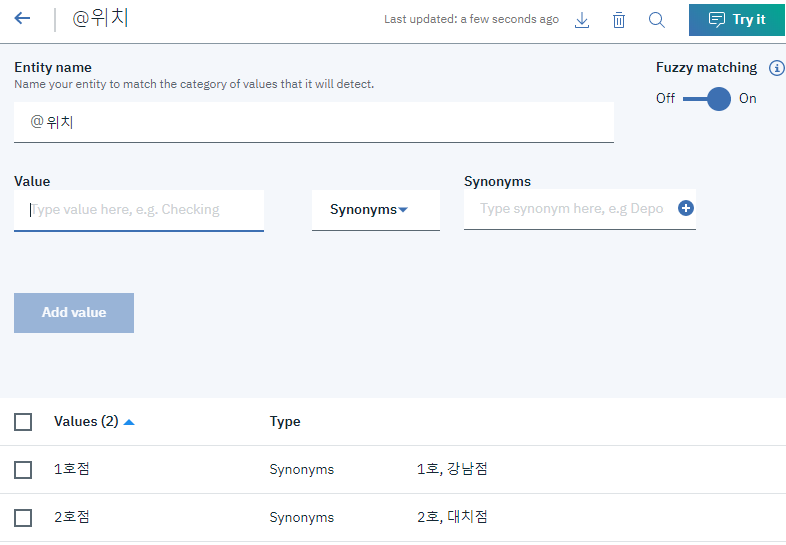 @위치
Last updated: a few seconds ago
Try it
Entity name
Name your entity to match the category of values that it will detect.
Fuzzy matching
Off On
@위치
Value
Synonyms
Type value here, e.g. Checking
Synonyms
Type synonym here, e.g Depo
Add value
Values (2) Type
1호점 Synonyms 1호, 강남점
2호점 Synonyms 2호, 대치점